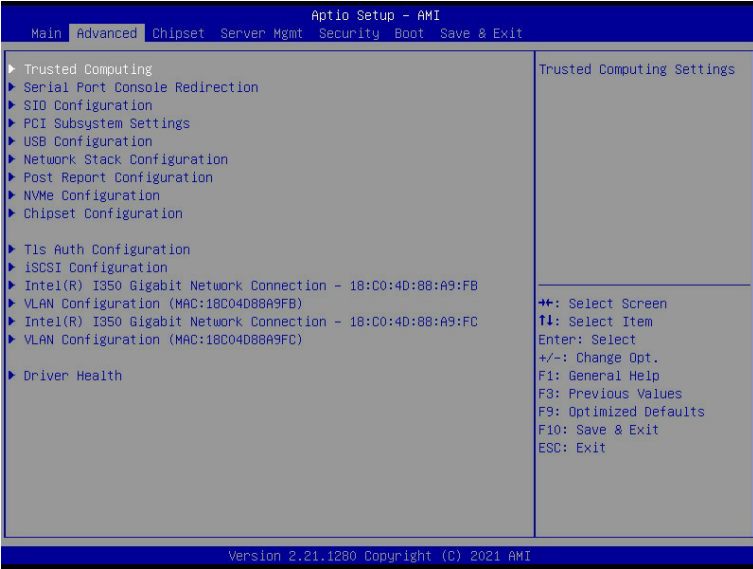 Aptio Setup – AMI
Main Advanced Chipset Server Mgmt Security Boot Save & Exit
Trusted Computing
Serial Port Console Redirection
SIO Configuration
PCI Subsystem Settings
USB Configuration
Network Stack Configuration
Post Report Configuration
NVMe Configuration
Chipset Configuration
Tls Auth Configuration
iSCSI Configuration
Intel(R) I350 Gigabit Network Connection – 18:C0:4D:88:A9:FB
VLAN Configuration (MAC:18C04D88A9FB)
Intel(R) I350 Gigabit Network Connection – 18:C0:4D:88:A9:FC
VLAN Configuration (MAC:18C04D88A9FC)
Driver Health
Trusted Computing Settings
→←: Select Screen
↑↓: Select Item
Enter: Select
+/-: Change Opt.
F1: General Help
F3: Previous Values
F9: Optimized Defaults
F10: Save & Exit
ESC: Exit
Version 2.21.1280 Copyright (C) 2021 AMI